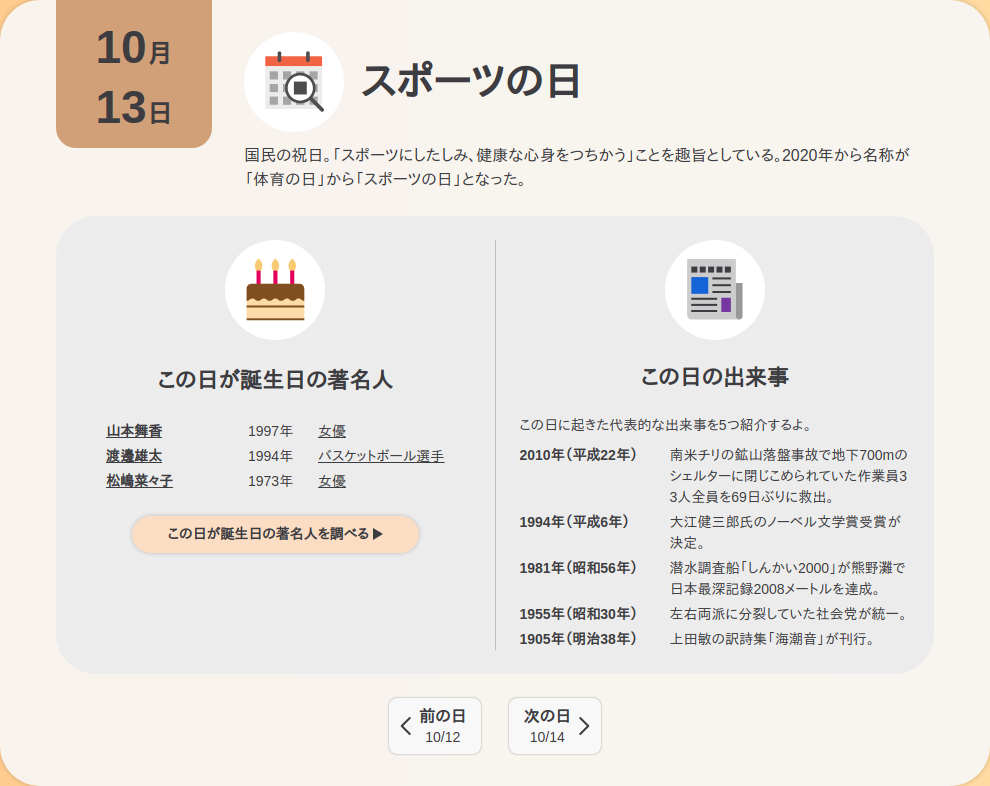 10月
13日
スポーツの日
国民の祝日。「スポーツにしたしみ、健康な心身をつちかう」ことを趣旨としている。2020年から名称が
「体育の日」から「スポーツの日」となった。
この日が誕生日の著名人
山本舞香 1997年 女優
渡邊雄太 1994年 バスケットボール選手
松嶋菜々子 1973年 女優
この日が誕生日の著名人を調べる▶
この日の出来事
この日に起きた代表的な出来事を5つ紹介するよ。
2010年（平成22年） 南米チリの鉱山落盤事故で地下700mの
シェルターに閉じこめられていた作業員3
3人全員を69日ぶりに救出。
1994年（平成6年） 大江健三郎氏のノーベル文学賞受賞が
決定。
1981年（昭和56年） 潜水調査船「しんかい2000」が熊野灘で
日本最深記録2008メートルを達成。
1955年（昭和30年） 左右両派に分裂していた社会党が統一。
1905年（明治38年） 上田敏の訳詩集「海潮音」が刊行。
前の日
10/12
次の日
10/14